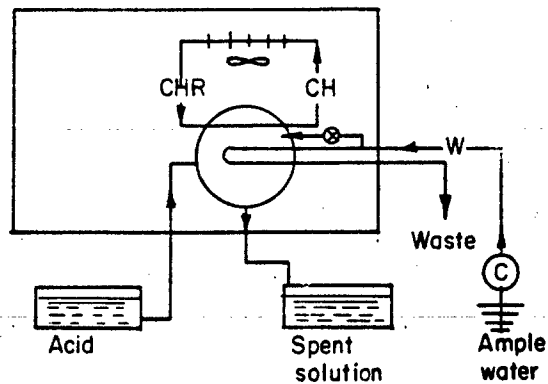 CHR
CH
W
Waste
C
Acid
Spent
solution
Ample
water